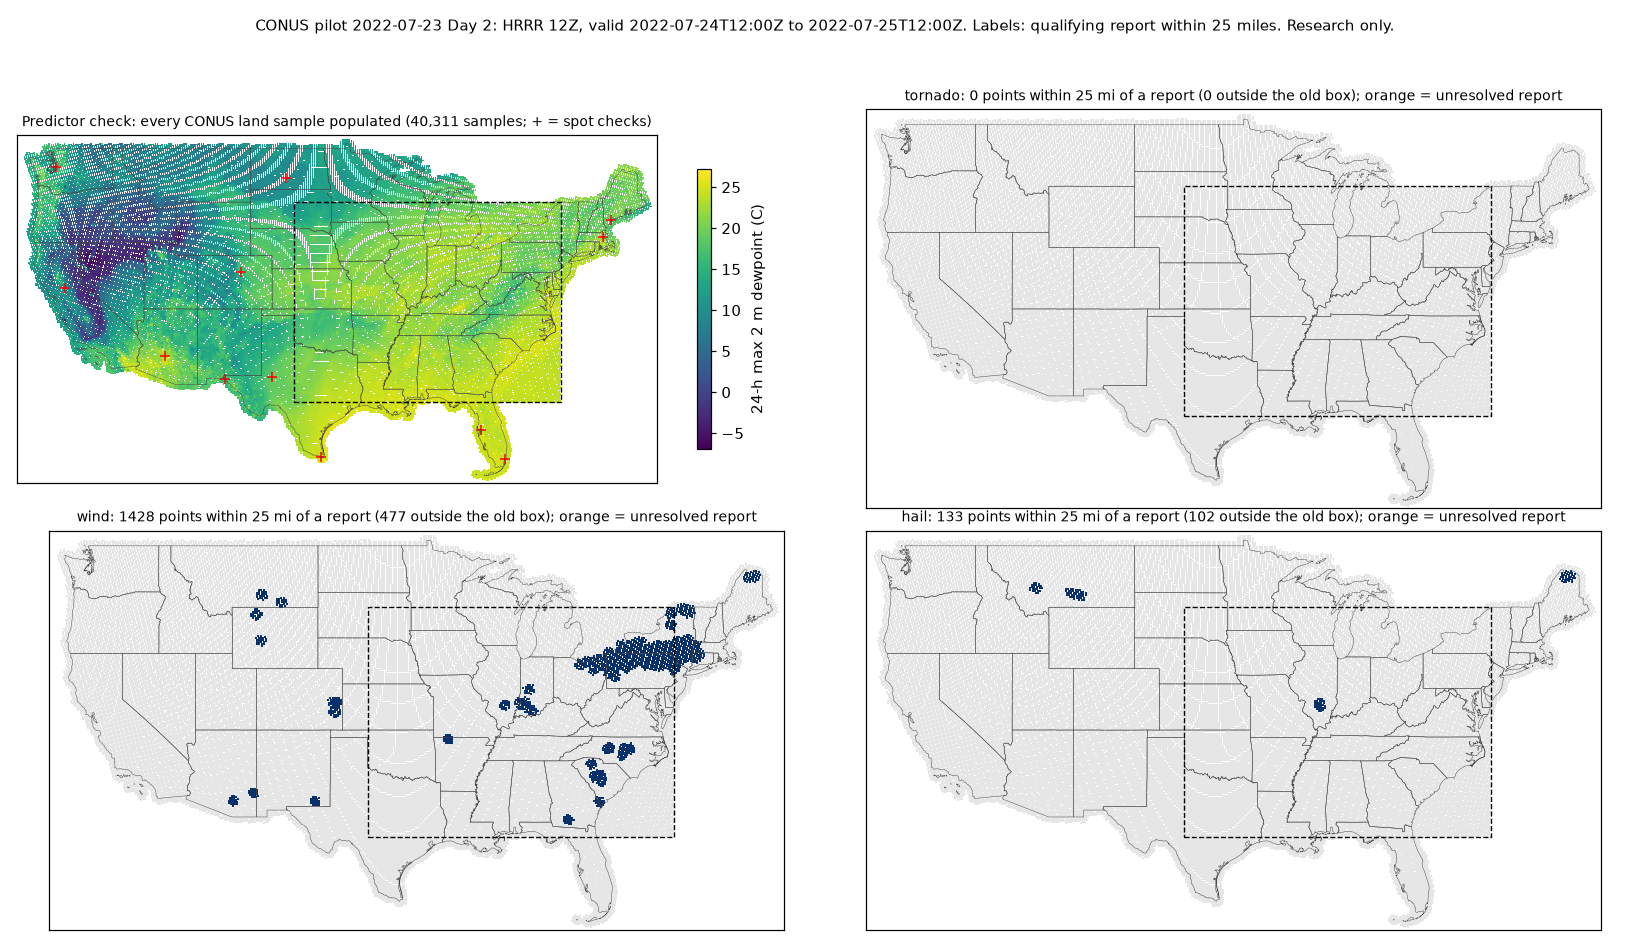 CONUS pilot 2022-07-23 Day 2: HRRR 12Z, valid 2022-07-24T12:00Z to 2022-07-25T12:00Z. Labels: qualifying report within 25 miles. Research only.
Predictor check: every CONUS land sample populated (40,311 samples; + = spot checks)
25
20
15
10
5
0
−5
24-h max 2 m dewpoint (C)
tornado: 0 points within 25 mi of a report (0 outside the old box); orange = unresolved report
wind: 1428 points within 25 mi of a report (477 outside the old box); orange = unresolved report
hail: 133 points within 25 mi of a report (102 outside the old box); orange = unresolved report